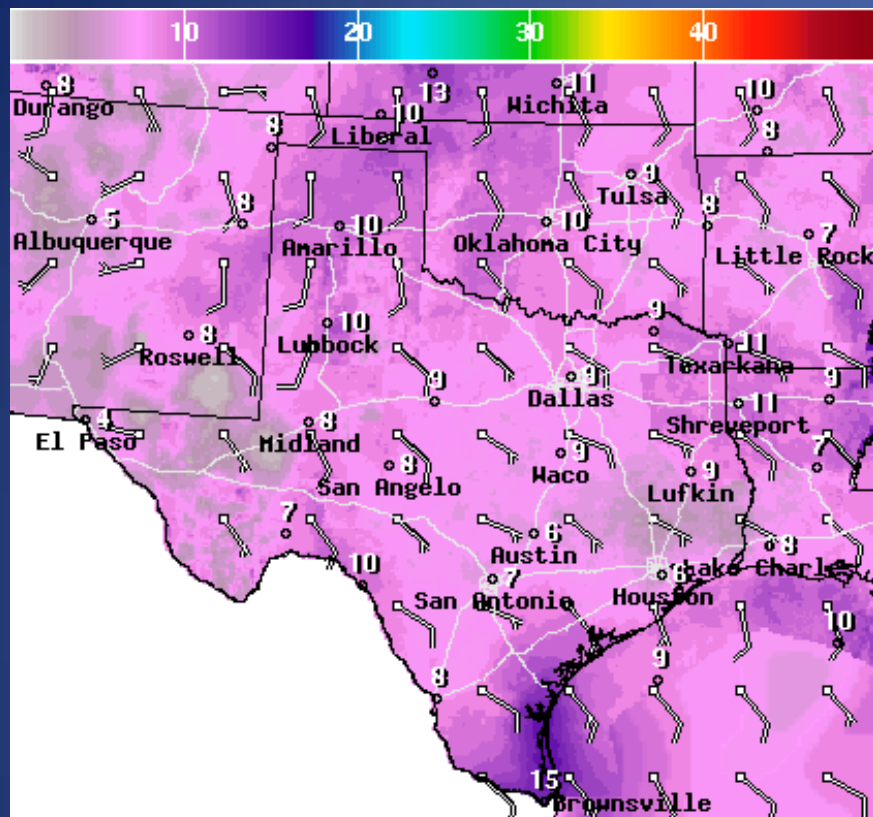 10 20 30 40
8 13 11 10
Durango Wichita
8 10 8
Liberal
9
Tulsa
5 8 10 10 8 7
Albuquerque Amarillo Oklahoma City Little Rock
8 10 9
Roswell Lubbock Texarkana 11
9 9 11 9
Dallas
4 8 Shreveport
El Paso Midland
8 9 9 7
San Angelo Waco Lufkin
7 6 8
Austin Lake Charles
10 7 6
San Antonio Houston
10
8 9
15
Brownsville